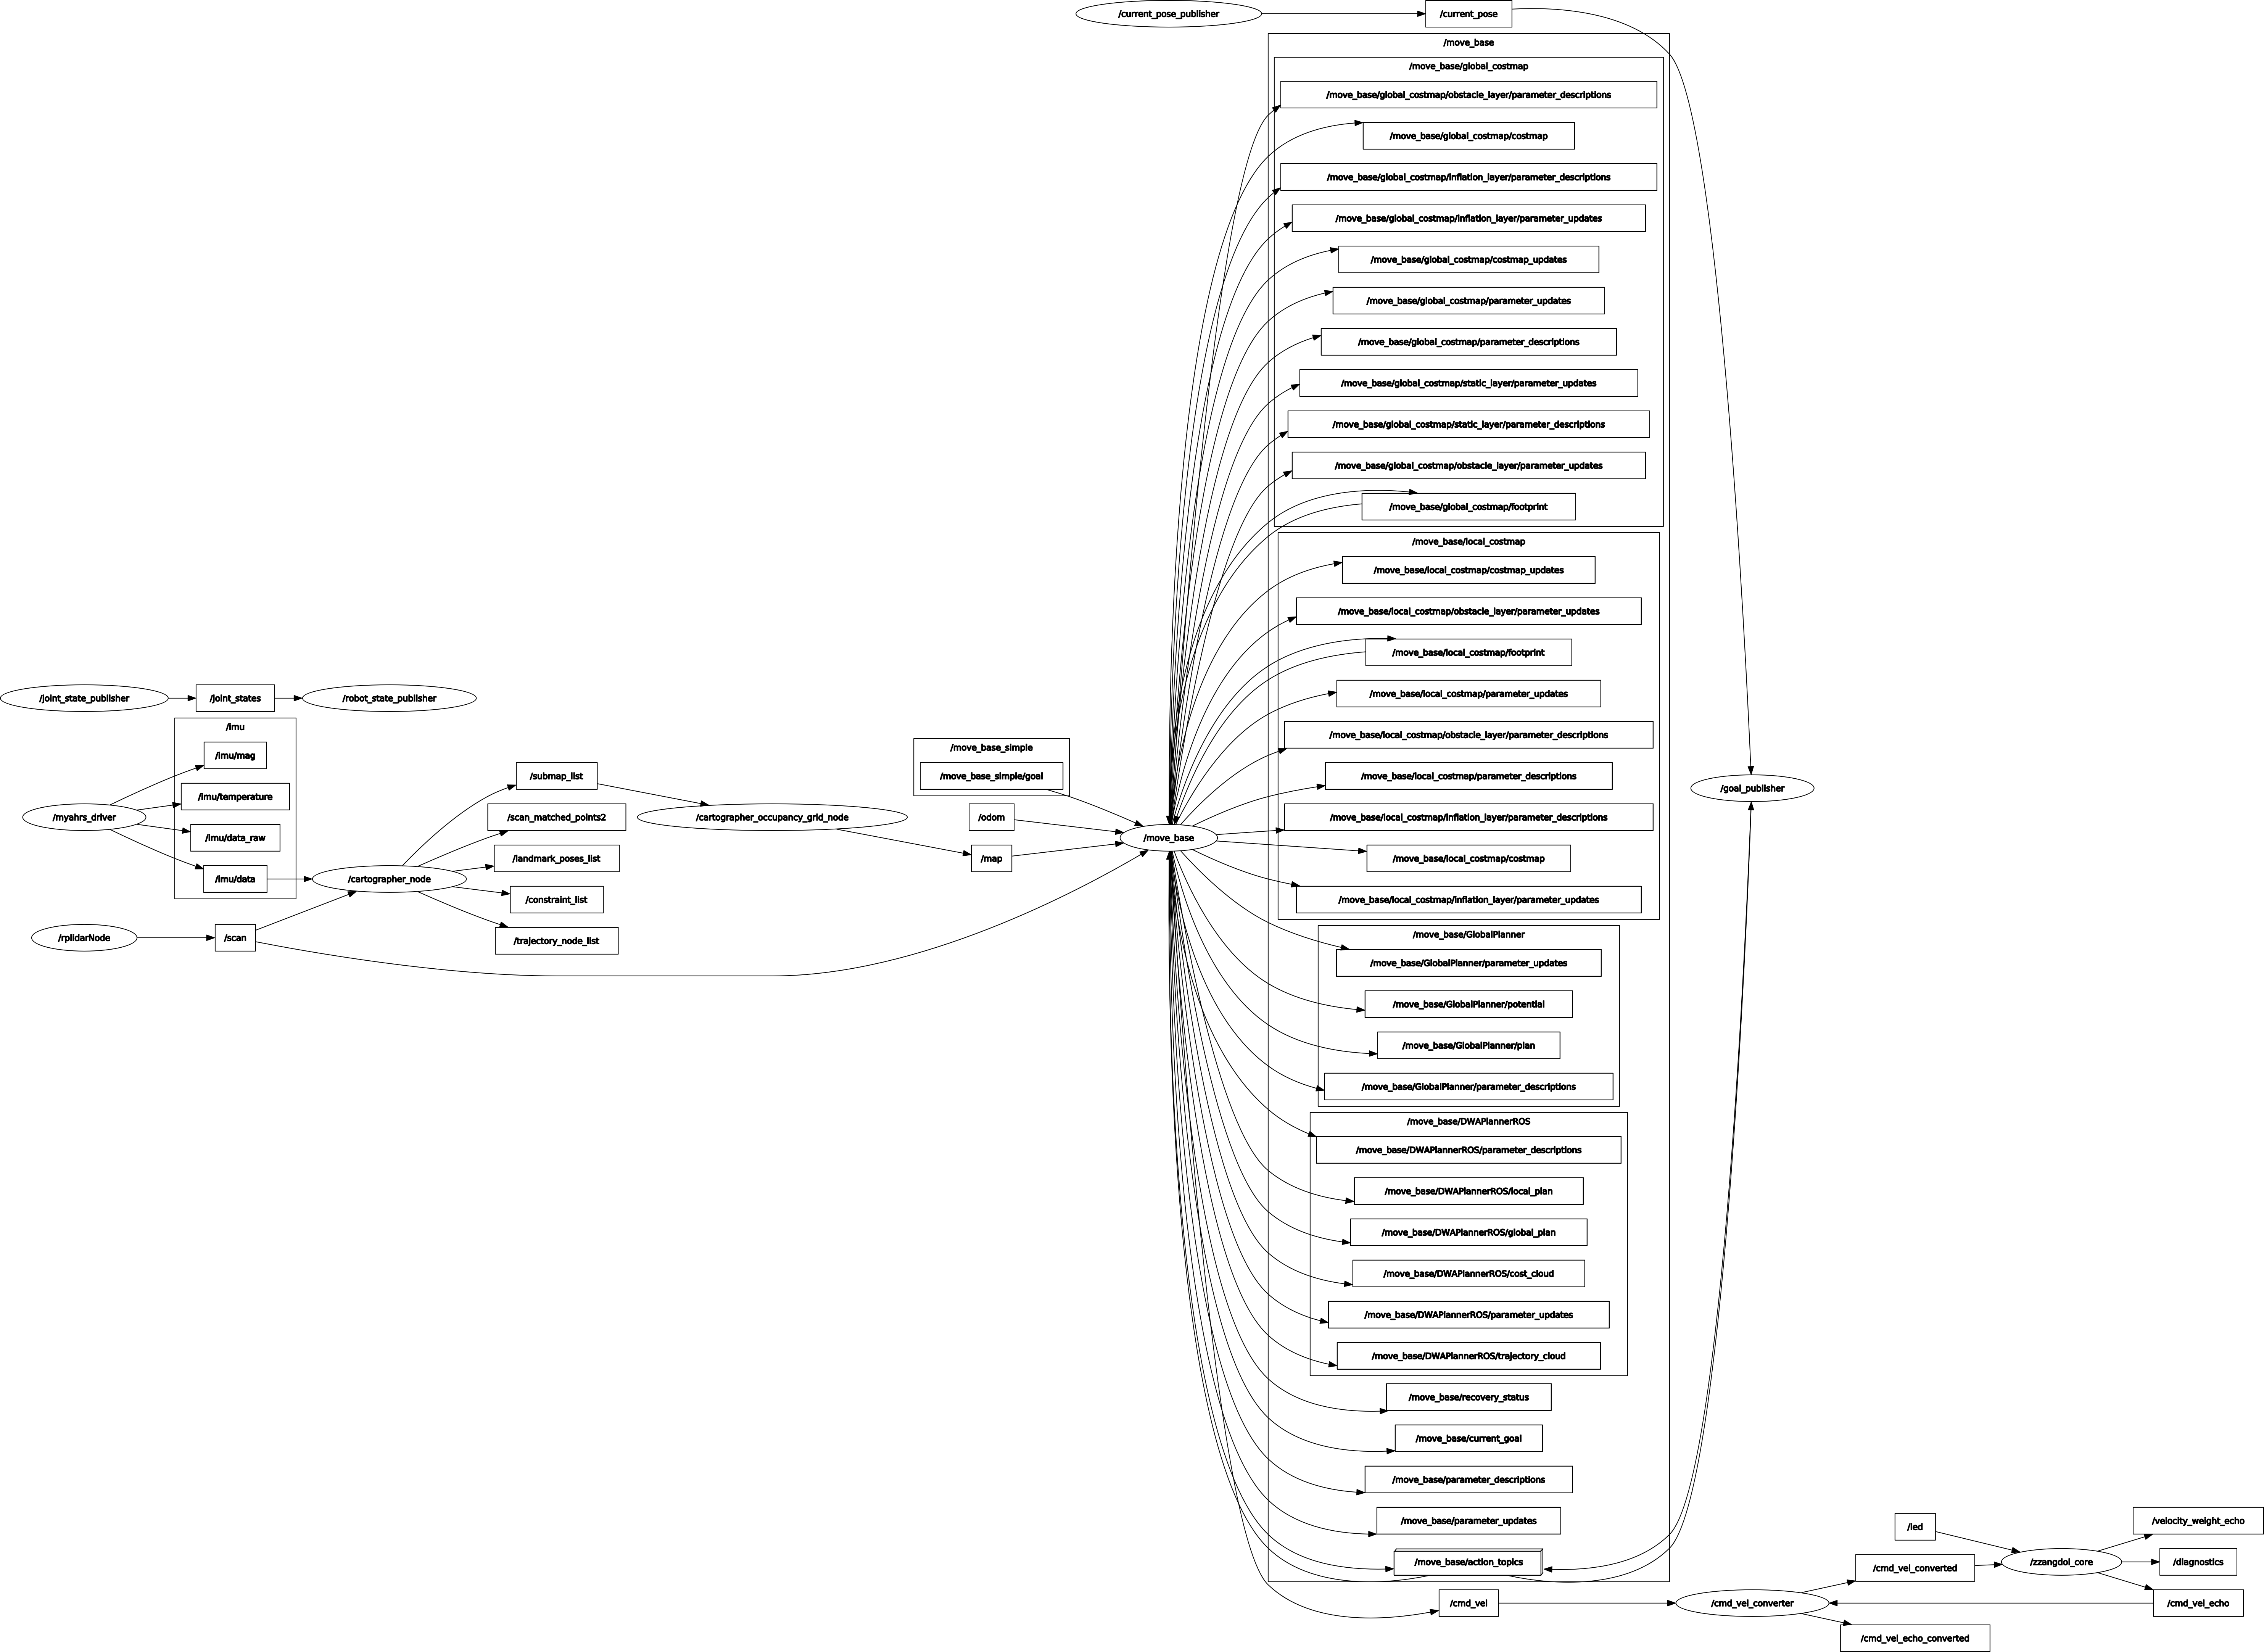 /current_pose_publisher
/current_pose
/move_base
/move_base/global_costmap
/move_base/global_costmap/obstacle_layer/parameter_descriptions
/move_base/global_costmap/costmap
/move_base/global_costmap/inflation_layer/parameter_descriptions
/move_base/global_costmap/inflation_layer/parameter_updates
/move_base/global_costmap/costmap_updates
/move_base/global_costmap/parameter_updates
/move_base/global_costmap/parameter_descriptions
/move_base/global_costmap/static_layer/parameter_updates
/move_base/global_costmap/static_layer/parameter_descriptions
/move_base/global_costmap/obstacle_layer/parameter_updates
/move_base/global_costmap/footprint
/move_base/local_costmap
/move_base/local_costmap/costmap_updates
/move_base/local_costmap/obstacle_layer/parameter_updates
/move_base/local_costmap/footprint
/move_base/local_costmap/parameter_updates
/move_base/local_costmap/obstacle_layer/parameter_descriptions
/move_base/local_costmap/parameter_descriptions
/move_base/local_costmap/inflation_layer/parameter_descriptions
/move_base/local_costmap/costmap
/move_base/local_costmap/inflation_layer/parameter_updates
/joint_state_publisher
/joint_states
/robot_state_publisher
/imu
/imu/mag
/imu/temperature
/imu/data_raw
/imu/data
/myahrs_driver
/rplidarNode
/scan
/cartographer_node
/submap_list
/scan_matched_points2
/landmark_poses_list
/constraint_list
/trajectory_node_list
/cartographer_occupancy_grid_node
/move_base_simple
/move_base_simple/goal
/odom
/map
/move_base
/goal_publisher
/move_base/GlobalPlanner
/move_base/GlobalPlanner/parameter_updates
/move_base/GlobalPlanner/potential
/move_base/GlobalPlanner/plan
/move_base/GlobalPlanner/parameter_descriptions
/move_base/DWAPlannerROS
/move_base/DWAPlannerROS/parameter_descriptions
/move_base/DWAPlannerROS/local_plan
/move_base/DWAPlannerROS/global_plan
/move_base/DWAPlannerROS/cost_cloud
/move_base/DWAPlannerROS/parameter_updates
/move_base/DWAPlannerROS/trajectory_cloud
/move_base/recovery_status
/move_base/current_goal
/move_base/parameter_descriptions
/move_base/parameter_updates
/move_base/action_topics
/cmd_vel
/cmd_vel_converter
/led
/cmd_vel_converted
/cmd_vel_echo_converted
/zzangdol_core
/velocity_weight_echo
/diagnostics
/cmd_vel_echo